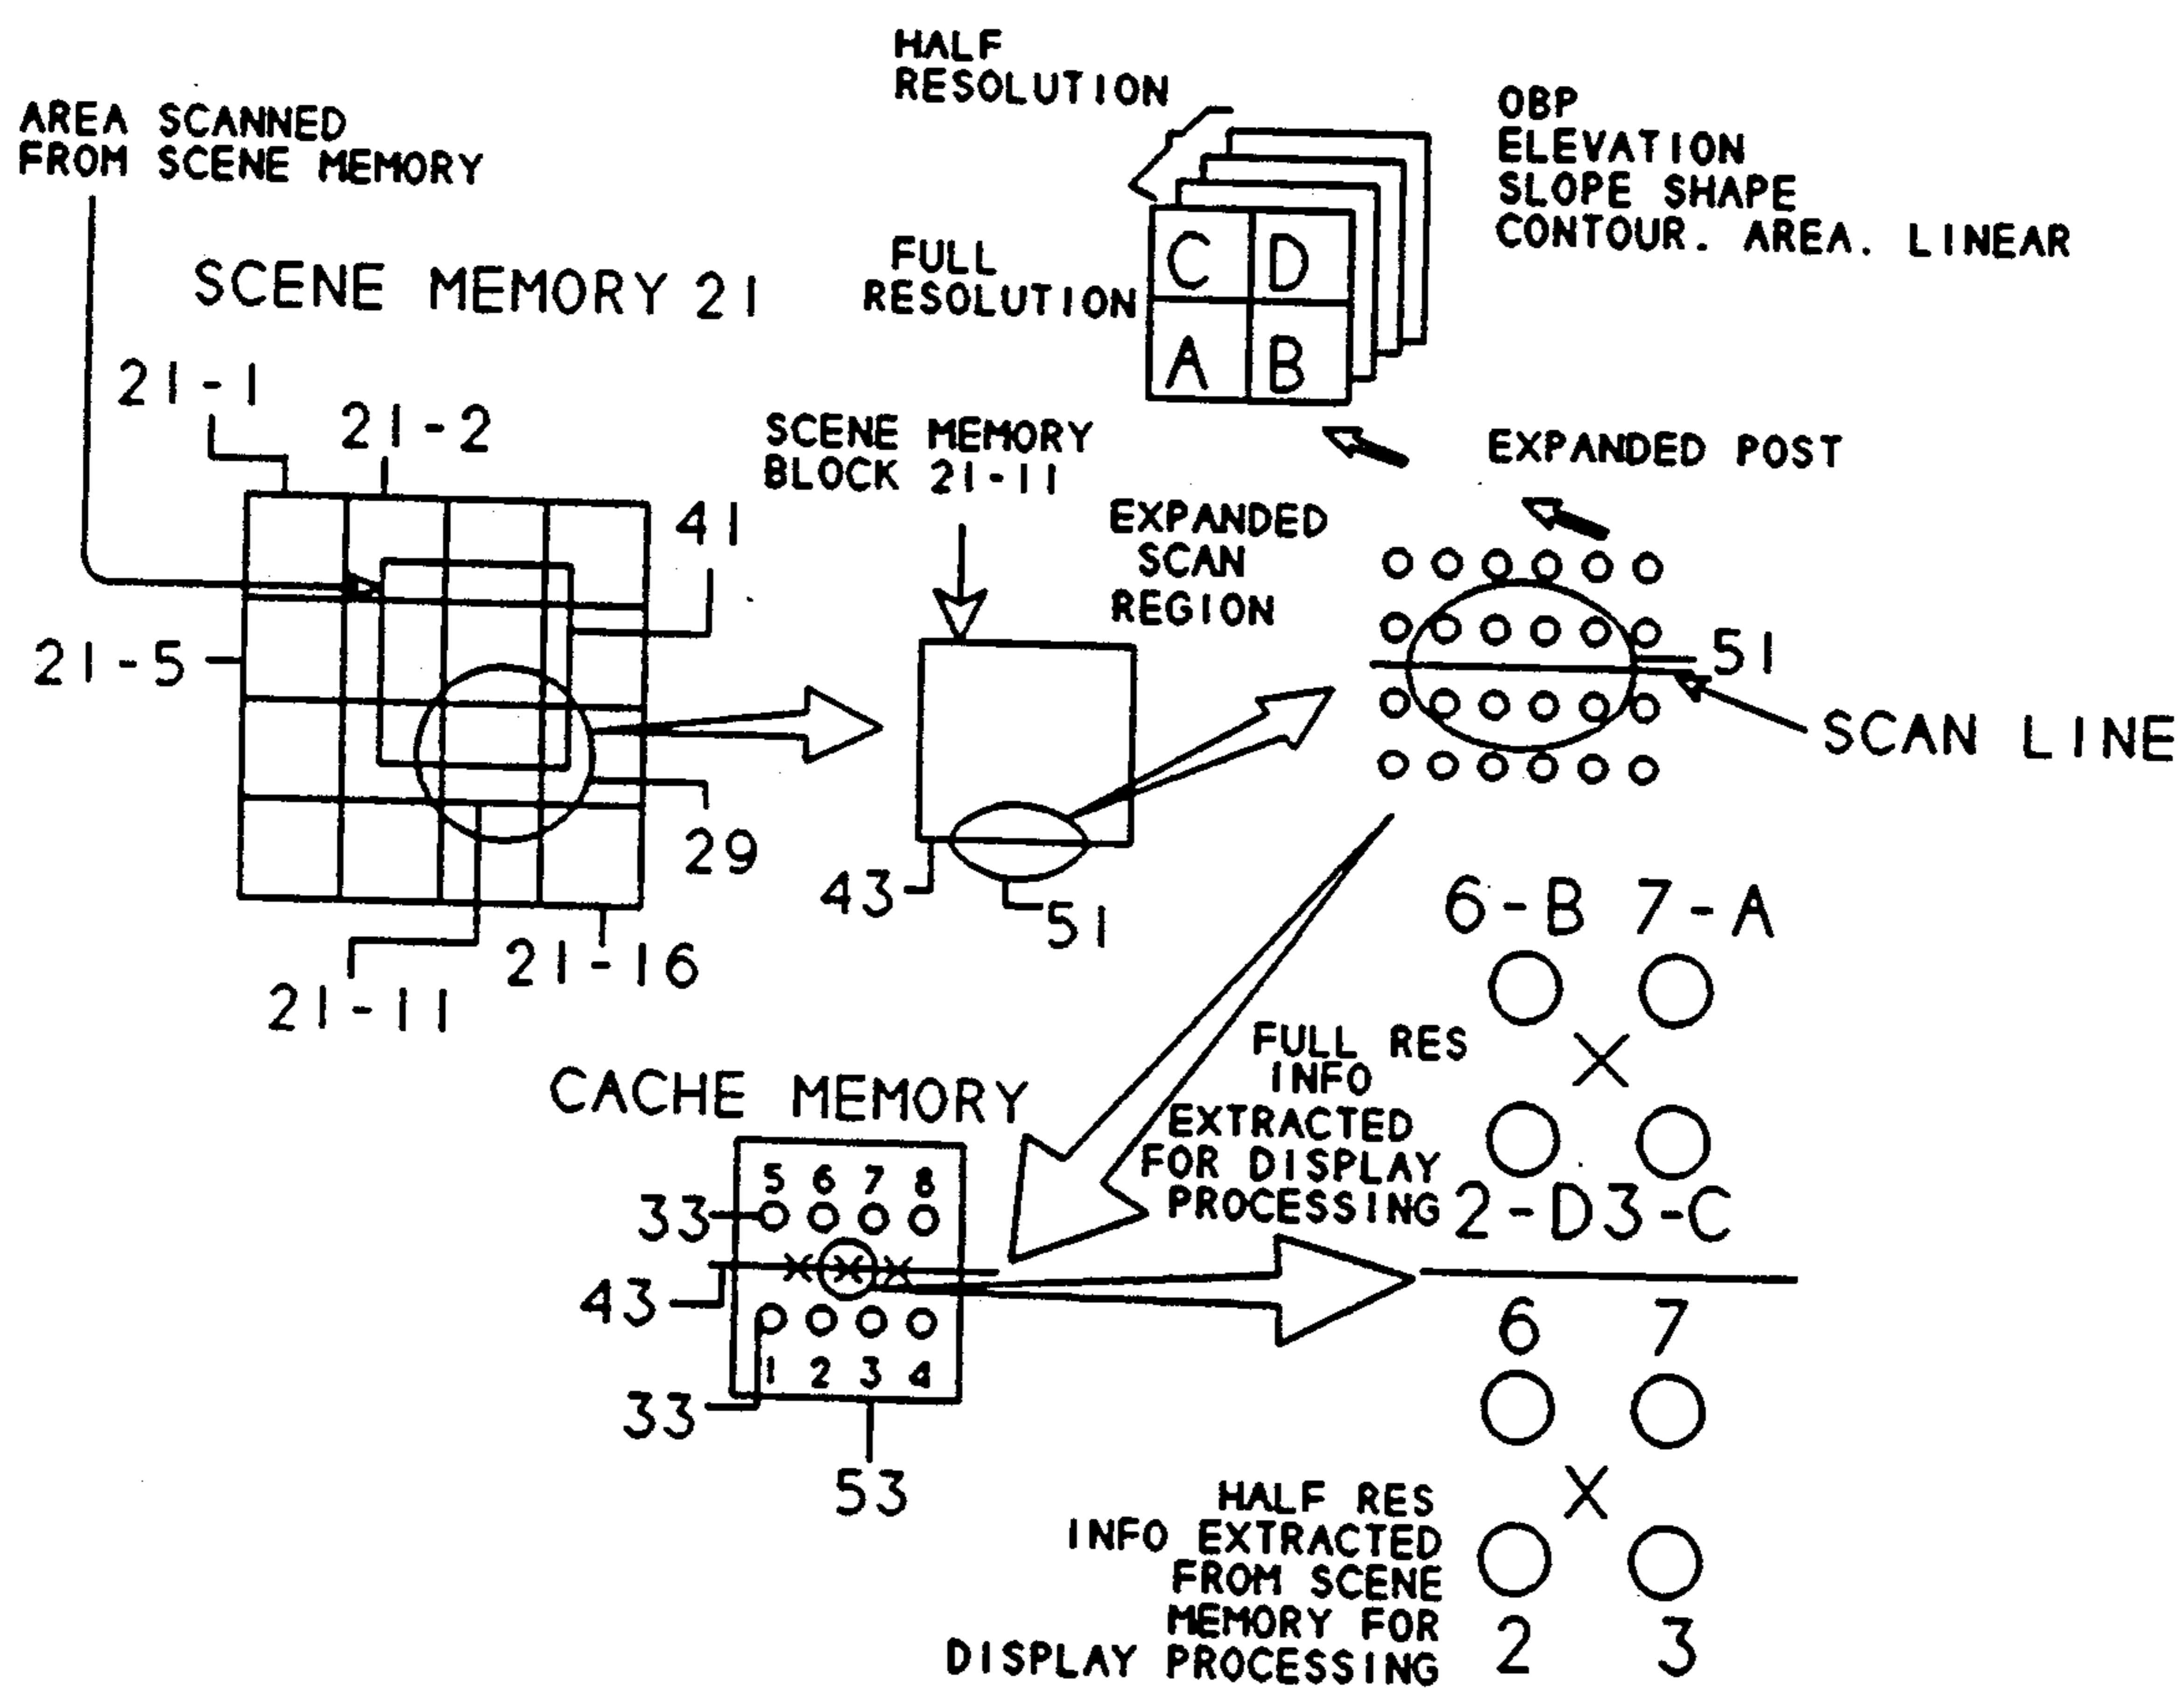 HALF
RESOLUTION
OBP
ELEVATION
SLOPE SHAPE
CONTOUR. AREA. LINEAR
AREA SCANNED
FROM SCENE MEMORY
SCENE MEMORY 21
FULL
RESOLUTION
C D
A B
21-1
21-2
SCENE MEMORY
BLOCK 21-11
EXPANDED POST
41
EXPANDED
SCAN
REGION
21-5
51
SCAN LINE
29
43
51
21-16
21-11
6-B 7-A
FULL RES
INFO
EXTRACTED
FOR DISPLAY
PROCESSING
X
2-D 3-C
CACHE MEMORY
5 6 7 8
33
43
X X X
1 2 3 4
33
53
6 7
X
HALF RES
INFO EXTRACTED
FROM SCENE
MEMORY FOR
DISPLAY PROCESSING
2 3